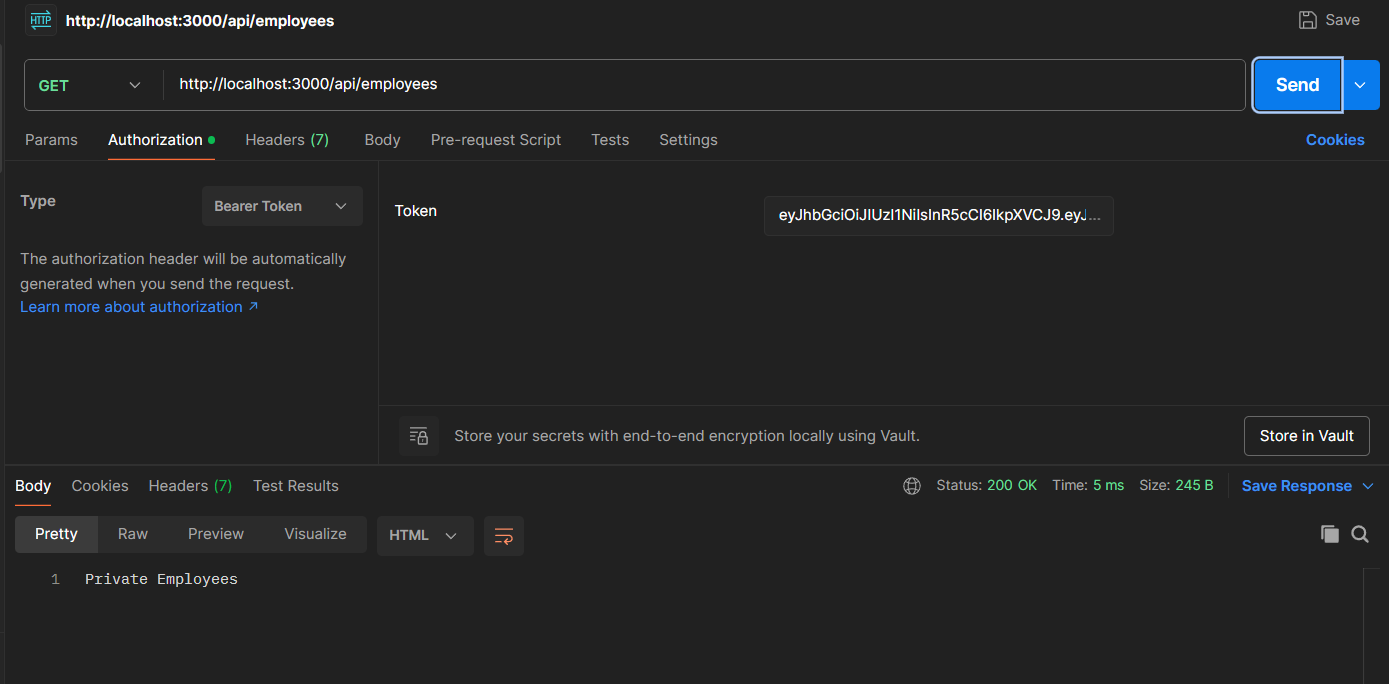 HTTP http://localhost:3000/api/employees Save
GET http://localhost:3000/api/employees Send
Params Authorization Headers (7) Body Pre-request Script Tests Settings Cookies
Type Bearer Token Token eyJhbGciOiJIUzI1NiIsInR5cCI6IkpXVCJ9.eyJ...
The authorization header will be automatically
generated when you send the request.
Learn more about authorization ↗
Store your secrets with end-to-end encryption locally using Vault. Store in Vault
Body Cookies Headers (7) Test Results Status: 200 OK Time: 5 ms Size: 245 B Save Response
Pretty Raw Preview Visualize HTML
1 Private Employees